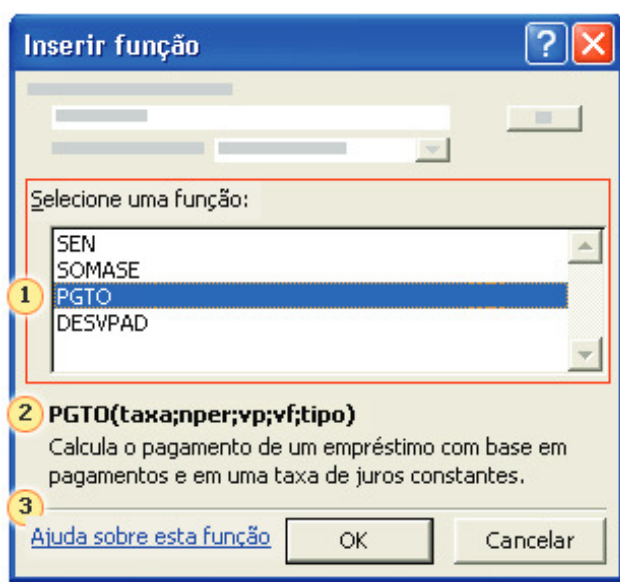 Inserir função
Selecione uma função:
SEN
SOMASE
1
PGTO
DESVPAD
2 PGTO(taxa;nper;vp;vf;tipo)
Calcula o pagamento de um empréstimo com base em
pagamentos e em uma taxa de juros constantes.
3
Ajuda sobre esta função OK Cancelar